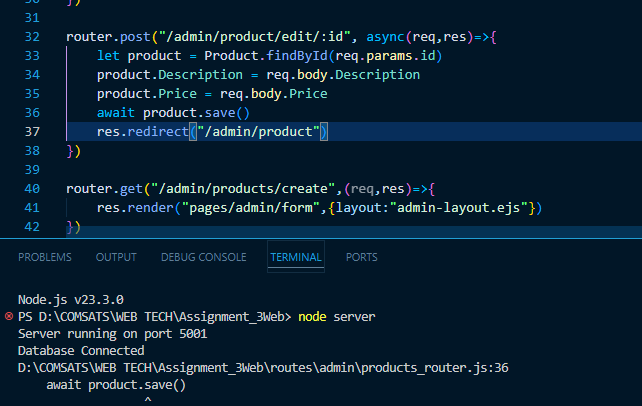 })
31
32 router.post("/admin/product/edit/:id", async(req,res)=>{
33 let product = Product.findById(req.params.id)
34 product.Description = req.body.Description
35 product.Price = req.body.Price
36 await product.save()
37 res.redirect("/admin/product")
38 })
39
40 router.get("/admin/products/create",(req,res)=>{
41 res.render("pages/admin/form",{layout:"admin-layout.ejs"})
42 })
PROBLEMS OUTPUT DEBUG CONSOLE TERMINAL PORTS
Node.js v23.3.0
PS D:\COMSATS\WEB TECH\Assignment_3Web> node server
Server running on port 5001
Database Connected
D:\COMSATS\WEB TECH\Assignment_3Web\routes\admin\products_router.js:36
await product.save()
^